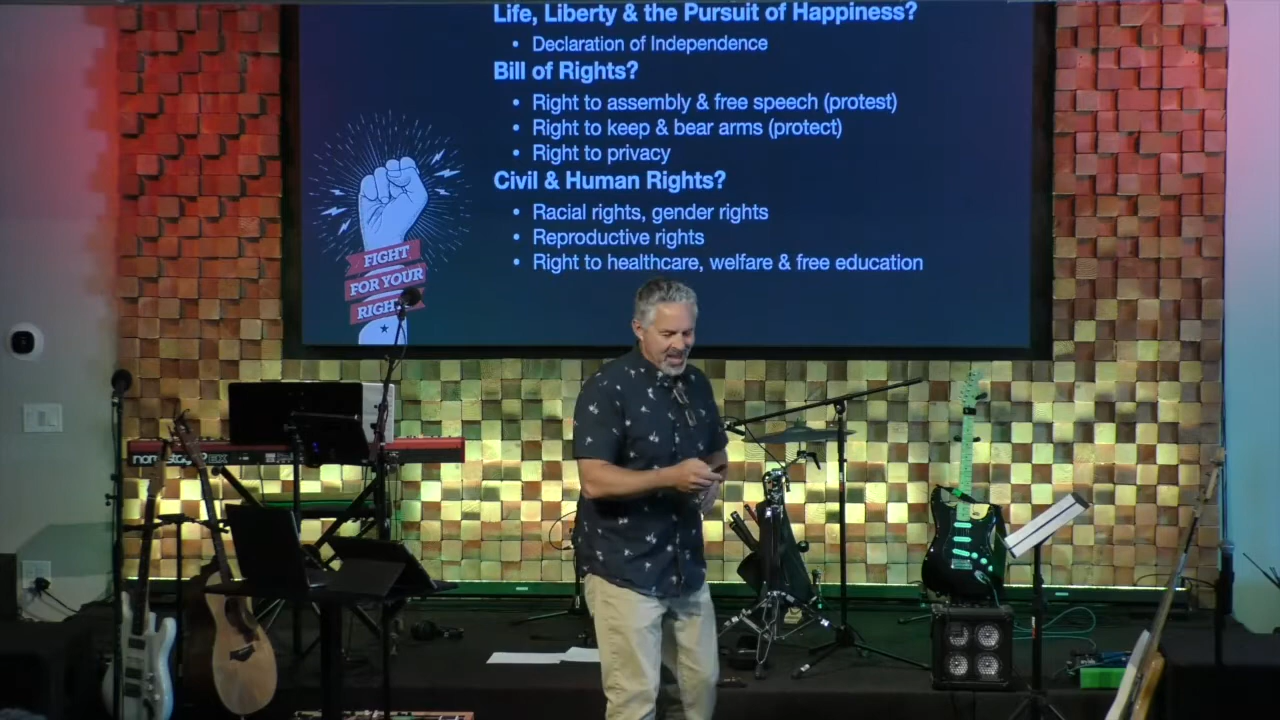 Life, Liberty & the Pursuit of Happiness?
• Declaration of Independence
Bill of Rights?
• Right to assembly & free speech (protest)
• Right to keep & bear arms (protect)
• Right to privacy
Civil & Human Rights?
• Racial rights, gender rights
• Reproductive rights
• Right to healthcare, welfare & free education
FIGHT
FOR YOUR